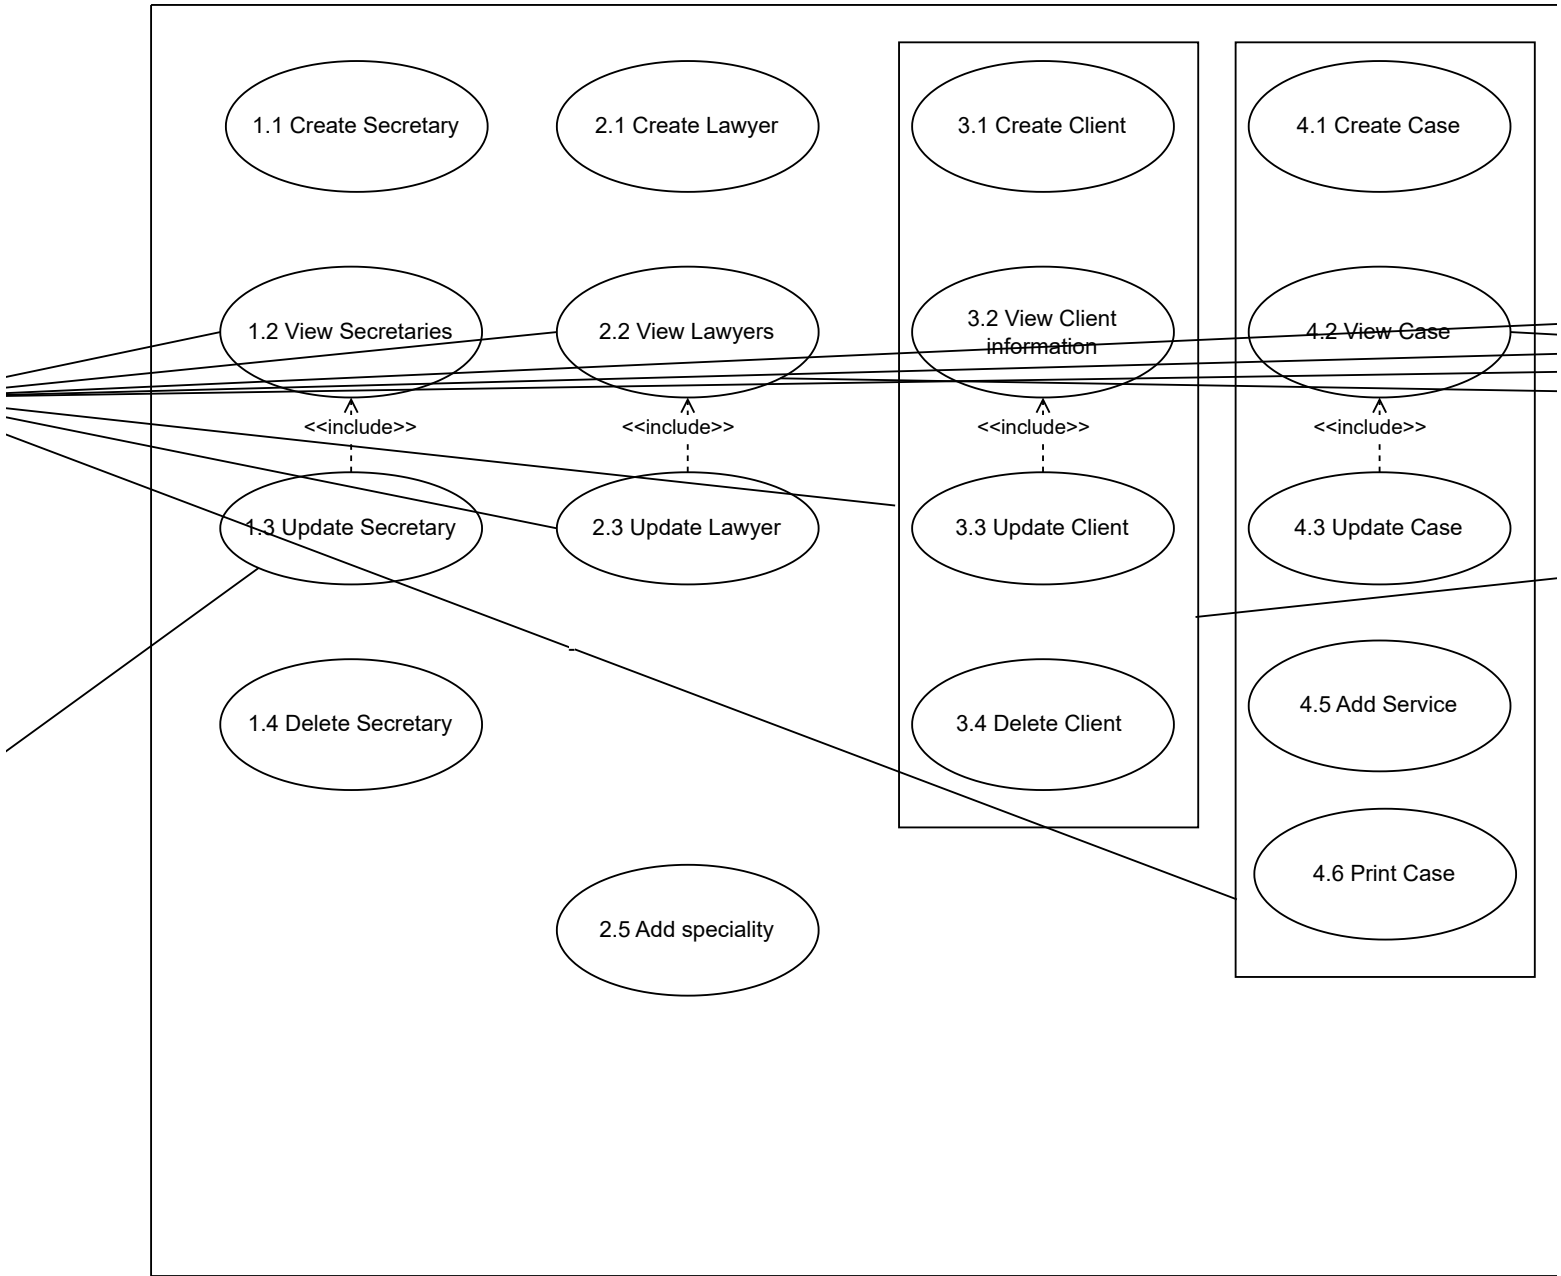 1.1 Create Secretary
2.1 Create Lawyer
3.1 Create Client
4.1 Create Case
1.2 View Secretaries
2.2 View Lawyers
3.2 View Client
information
4.2 View Case
<<include>>
<<include>>
<<include>>
<<include>>
1.3 Update Secretary
2.3 Update Lawyer
3.3 Update Client
4.3 Update Case
1.4 Delete Secretary
3.4 Delete Client
4.5 Add Service
4.6 Print Case
2.5 Add speciality